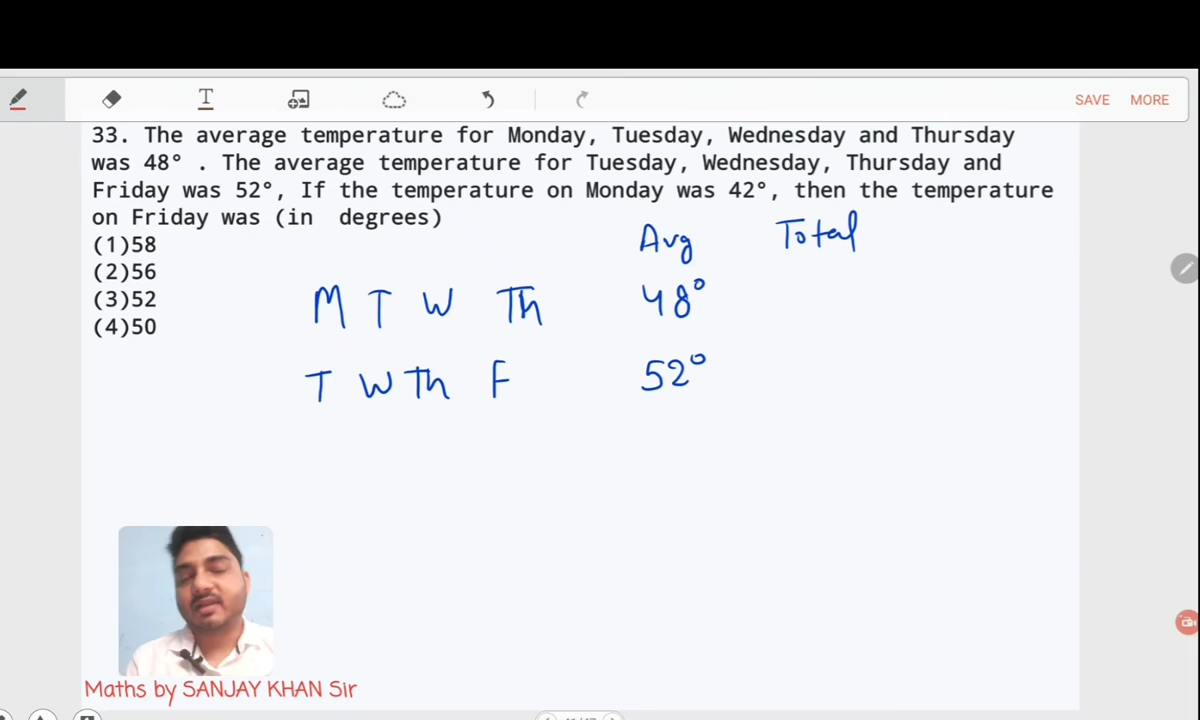 SAVE MORE
33. The average temperature for Monday, Tuesday, Wednesday and Thursday
was 48° . The average temperature for Tuesday, Wednesday, Thursday and
Friday was 52°, If the temperature on Monday was 42°, then the temperature
on Friday was (in degrees)
(1)58
(2)56
(3)52
(4)50
Avg Total
M T W Th 48°
T W Th F 52°
Maths by SANJAY KHAN Sir